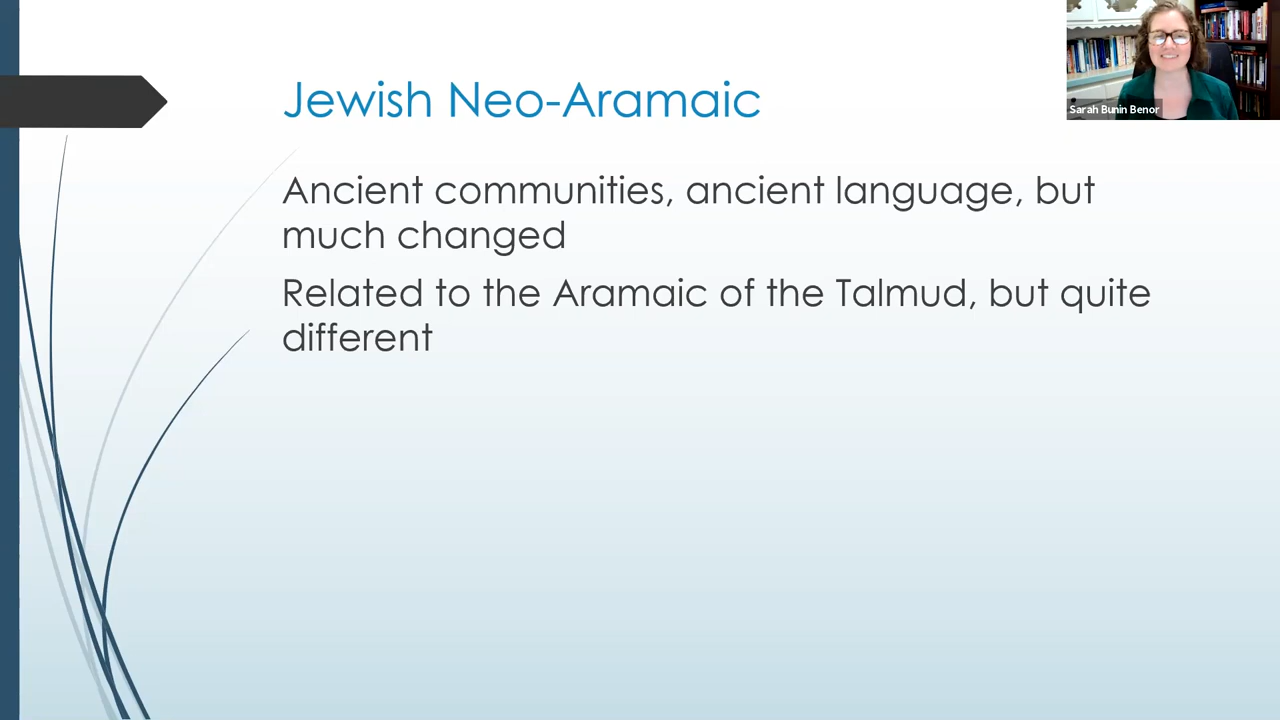 Sarah Bunin Benor
Jewish Neo-Aramaic
Ancient communities, ancient language, but
much changed
Related to the Aramaic of the Talmud, but quite
different